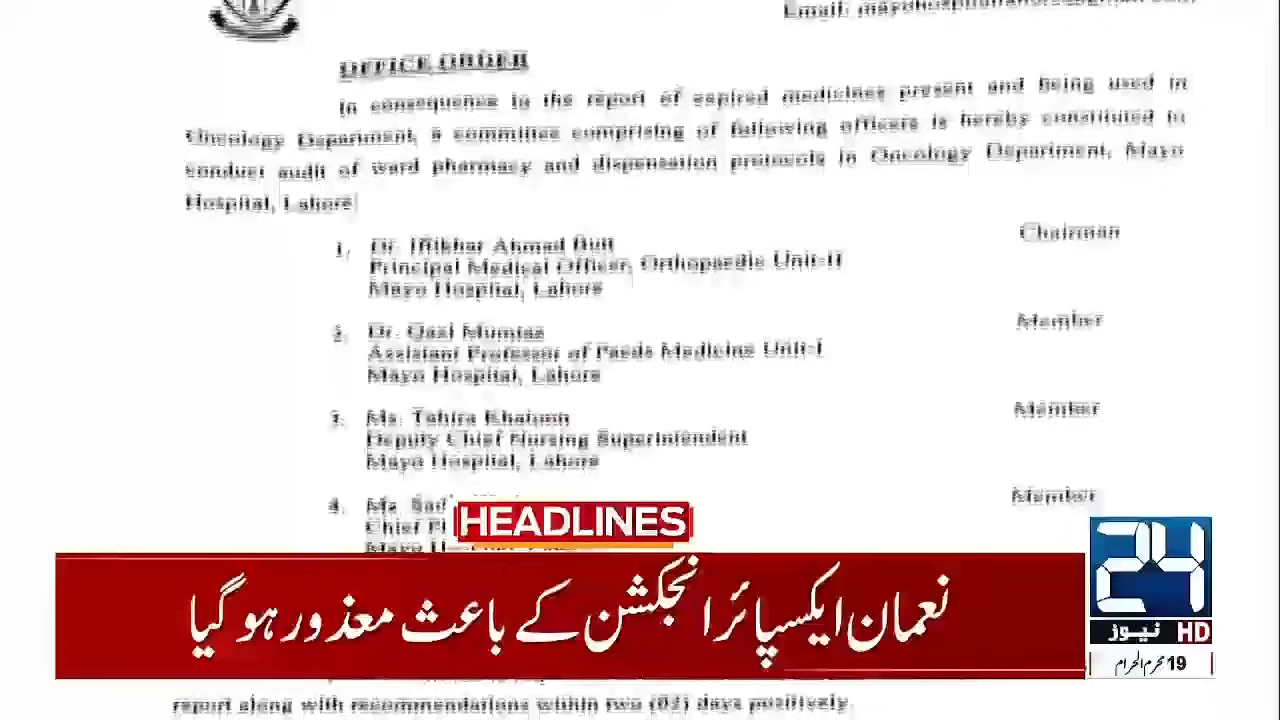 Email:
OFFICE ORDER
In consequence to the report of expired medicines present and being used in
Oncology Department, a committee comprising of following officers is hereby constituted to
conduct audit of ward pharmacy and dispensation protocols in Oncology Department, Mayo
Hospital, Lahore
1. Dr. Iftikhar Ahmad Butt Chairman
Principal Medical Officer, Orthopaedic Unit-II
Mayo Hospital, Lahore
2. Dr. Qazi Mumtaz Member
Assistant Professor of Paeds Medicine Unit-I
Mayo Hospital, Lahore
3. Ms. Tahira Khatoon Member
Deputy Chief Nursing Superintendent
Mayo Hospital, Lahore
4. Ms. Member
Chief
Mayo
HEADLINES
نعمان ایکسپائر انجکشن کے باعث معذور ہو گیا
24
نیوز HD
19 محرم الحرام
report along with recommendations within two (02) days positively.